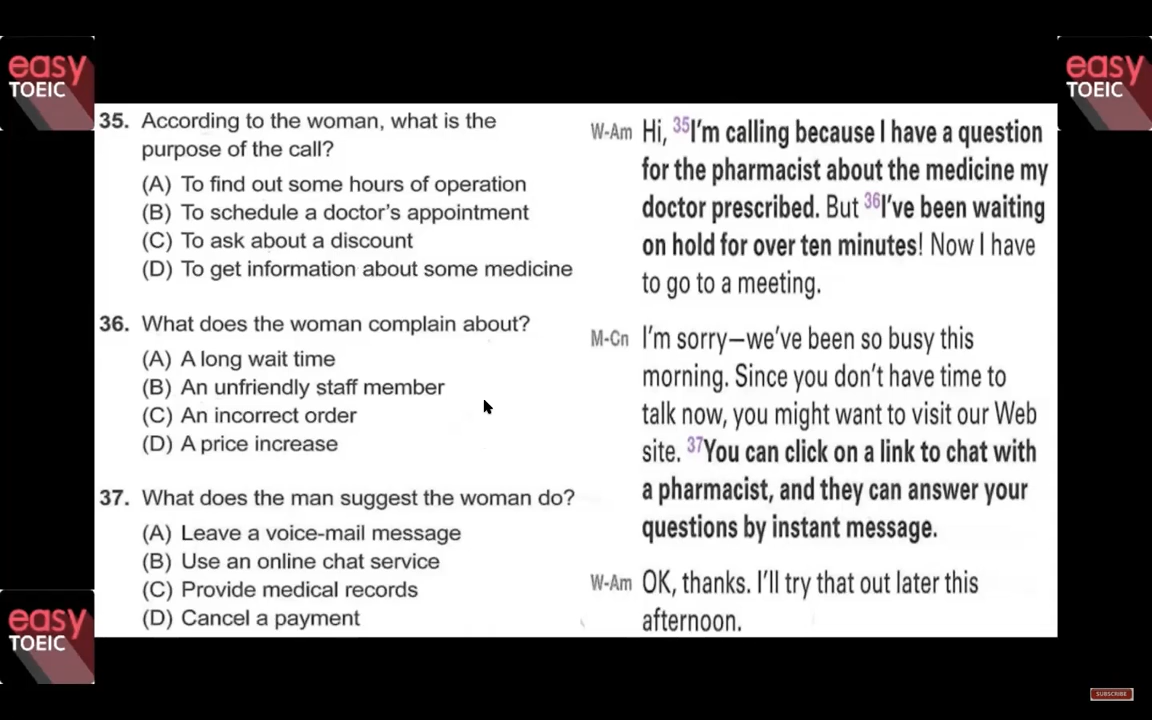 easy
TOEIC
easy
TOEIC
35. According to the woman, what is the
purpose of the call?
(A) To find out some hours of operation
(B) To schedule a doctor's appointment
(C) To ask about a discount
(D) To get information about some medicine
36. What does the woman complain about?
(A) A long wait time
(B) An unfriendly staff member
(C) An incorrect order
(D) A price increase
37. What does the man suggest the woman do?
(A) Leave a voice-mail message
(B) Use an online chat service
(C) Provide medical records
(D) Cancel a payment
W-Am Hi, 35I'm calling because I have a question
for the pharmacist about the medicine my
doctor prescribed. But 36I've been waiting
on hold for over ten minutes! Now I have
to go to a meeting.
M-Cn I'm sorry—we've been so busy this
morning. Since you don't have time to
talk now, you might want to visit our Web
site. 37You can click on a link to chat with
a pharmacist, and they can answer your
questions by instant message.
W-Am OK, thanks. I'll try that out later this
afternoon.
easy
TOEIC
SUBSCRIBE